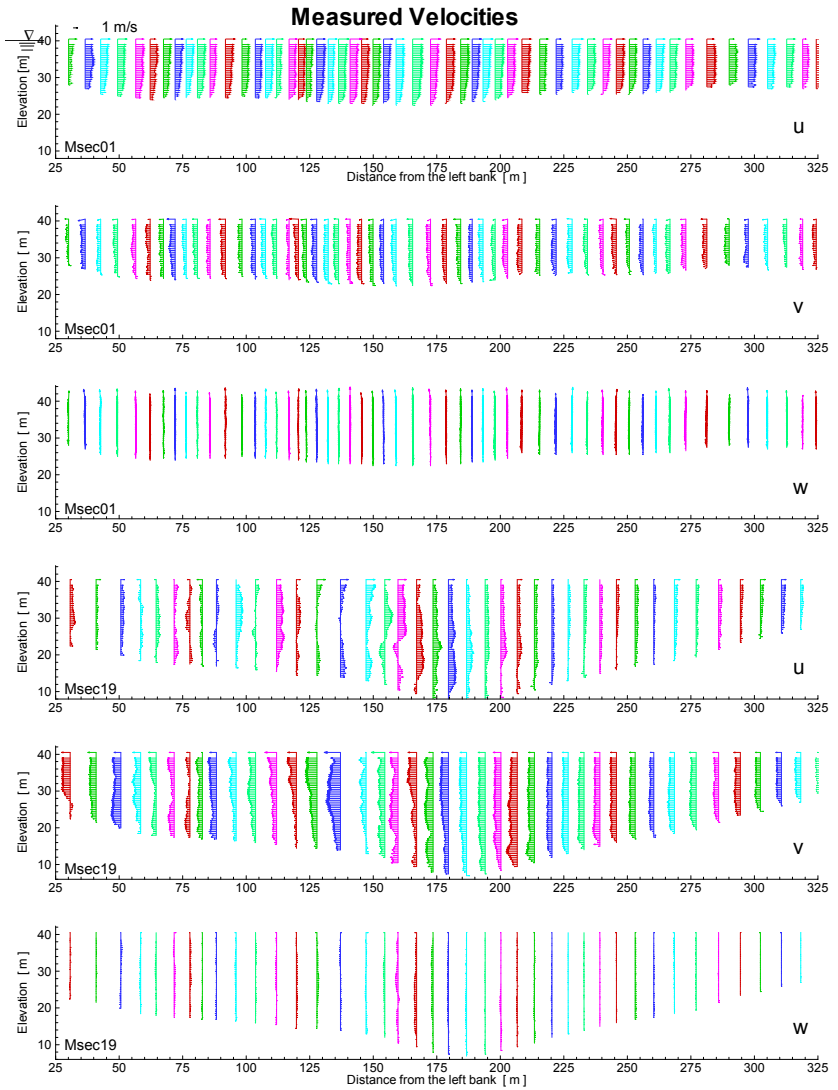 Measured Velocities
1 m/s
40
30
20
10
Elevation [m]
u
Msec01
25 50 75 100 125 150 175 200 225 250 275 300 325
Distance from the left bank [ m ]
40
30
20
10
Elevation [ m ]
v
Msec01
25 50 75 100 125 150 175 200 225 250 275 300 325
40
30
20
10
Elevation [ m ]
w
Msec01
25 50 75 100 125 150 175 200 225 250 275 300 325
40
30
20
10
Elevation [ m ]
u
Msec19
25 50 75 100 125 150 175 200 225 250 275 300 325
40
30
20
10
Elevation [ m ]
v
Msec19
25 50 75 100 125 150 175 200 225 250 275 300 325
40
30
20
10
Elevation [ m ]
w
Msec19
25 50 75 100 125 150 175 200 225 250 275 300 325
Distance from the left bank [ m ]